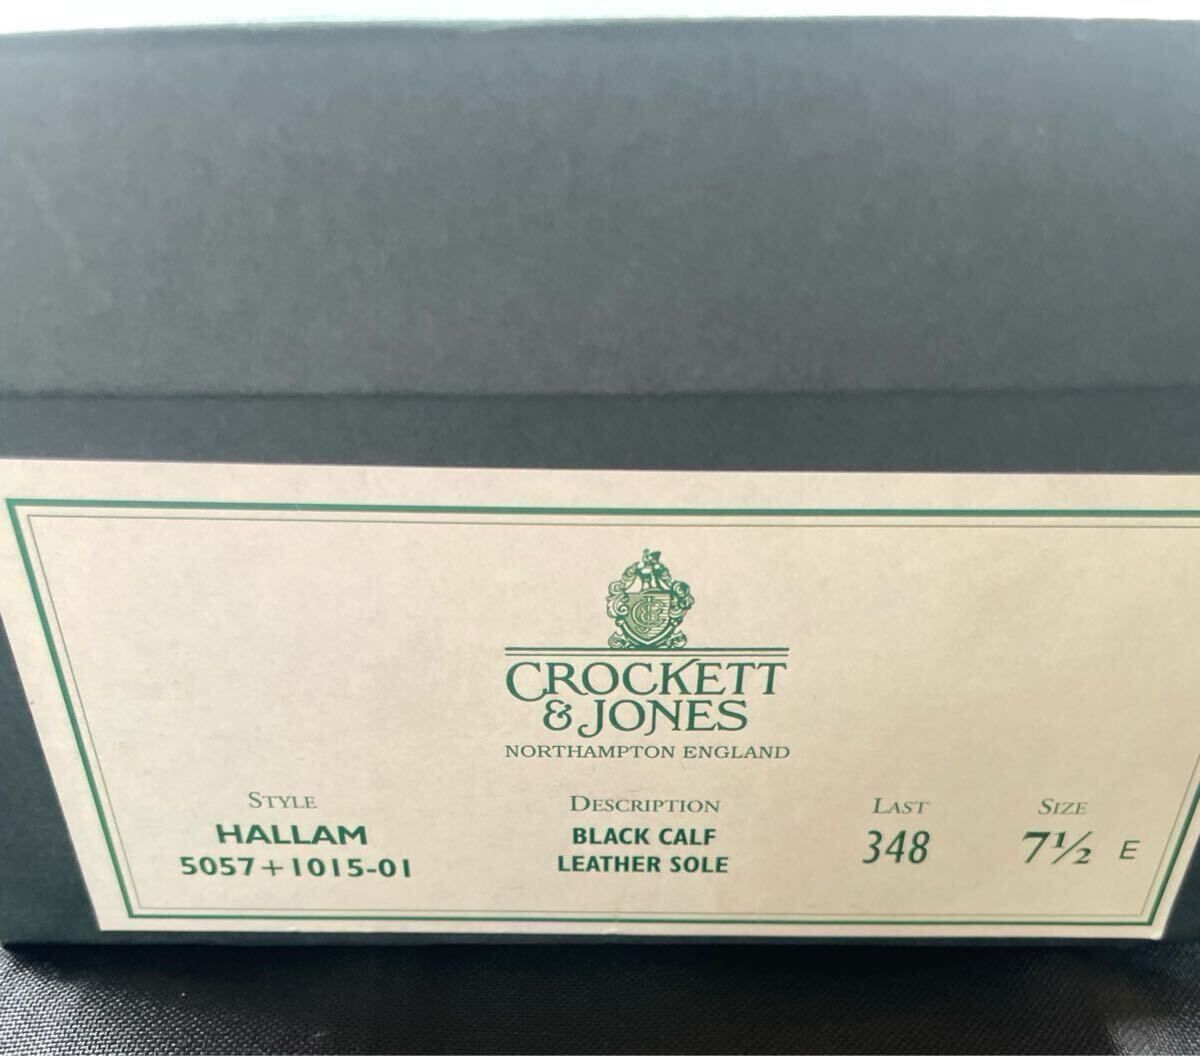 CROCKETT
& JONES
NORTHAMPTON ENGLAND
STYLE
HALLAM
5057+1015-01
DESCRIPTION
BLACK CALF
LEATHER SOLE
LAST
348
SIZE
7½ E